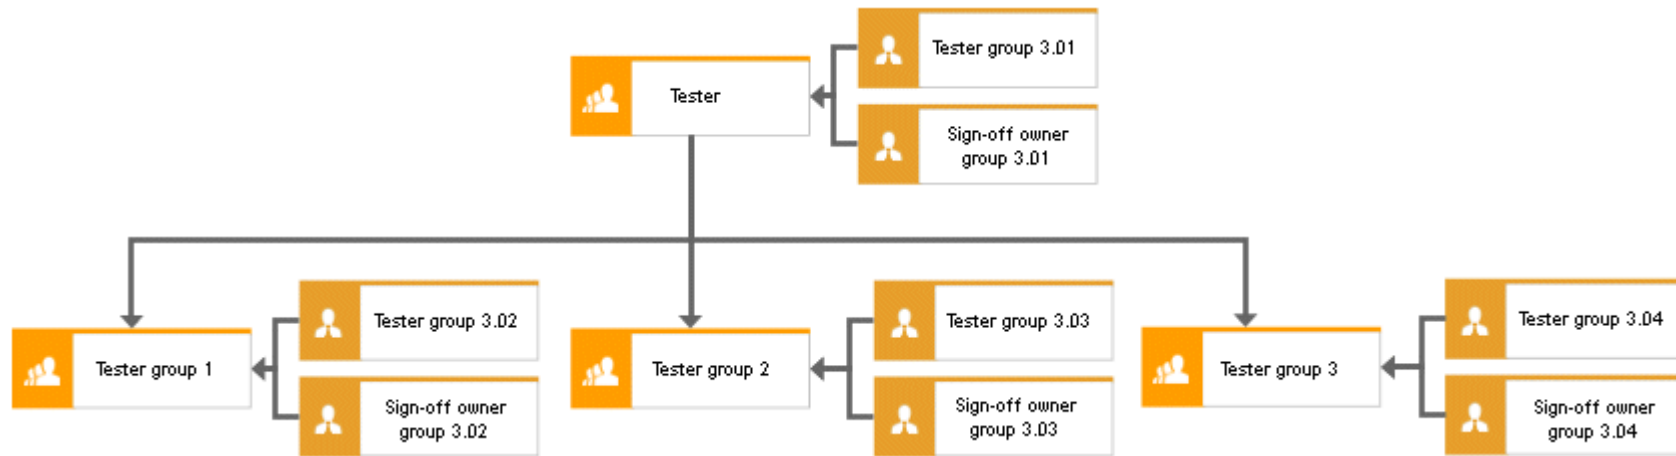 Tester group 3.01
Tester
Sign-off owner
group 3.01
Tester group 3.02
Tester group 3.03
Tester group 3.04
Tester group 1
Tester group 2
Tester group 3
Sign-off owner
group 3.02
Sign-off owner
group 3.03
Sign-off owner
group 3.04